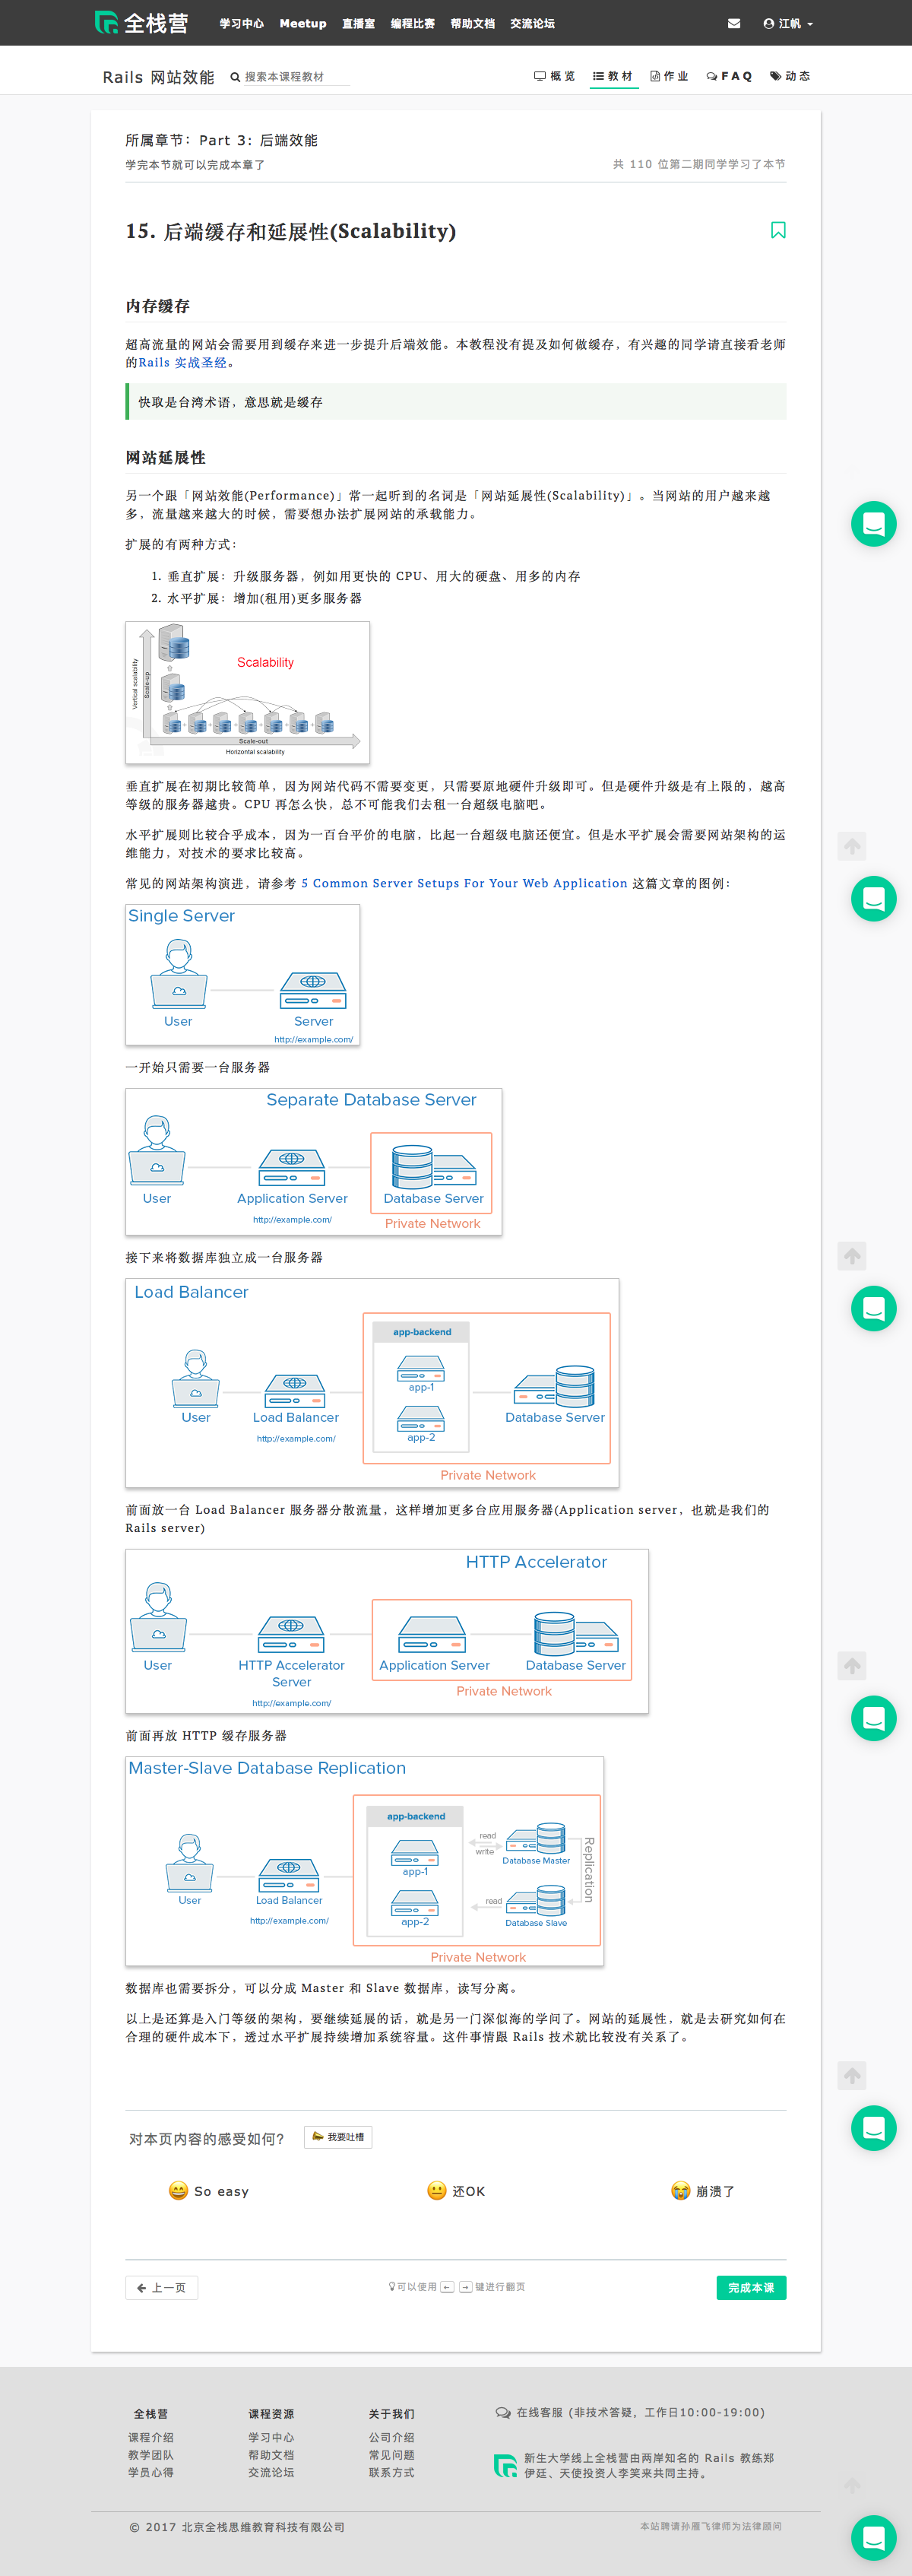 全栈营
学习中心 Meetup 直播室 编程比赛 帮助文档 交流论坛
江帆
Rails 网站效能
搜索本课程教材
概览 教材 作业 FAQ 动态
所属章节：Part 3: 后端效能
学完本节就可以完成本章了
共 110 位第二期同学学习了本节
15. 后端缓存和延展性(Scalability)
内存缓存
超高流量的网站会需要用到缓存来进一步提升后端效能。本教程没有提及如何做缓存，有兴趣的同学请直接看老师
的Rails 实战圣经。
快取是台湾术语，意思就是缓存
网站延展性
另一个跟「网站效能(Performance)」常一起听到的名词是「网站延展性(Scalability)」。当网站的用户越来越
多，流量越来越大的时候，需要想办法扩展网站的承载能力。
扩展的有两种方式：
1. 垂直扩展：升级服务器，例如用更快的 CPU、用大的硬盘、用多的内存
2. 水平扩展：增加(租用)更多服务器
Scalability
Vertical scalability
Scale-up
Scale-out
Horizontal scalability
垂直扩展在初期比较简单，因为网站代码不需要变更，只需要原地硬件升级即可。但是硬件升级是有上限的，越高
等级的服务器越贵。CPU 再怎么快，总不可能我们去租一台超级电脑吧。
水平扩展则比较合乎成本，因为一百台平价的电脑，比起一台超级电脑还便宜。但是水平扩展会需要网站架构的运
维能力，对技术的要求比较高。
常见的网站架构演进，请参考 5 Common Server Setups For Your Web Application 这篇文章的图例：
Single Server
User
Server
http://example.com/
一开始只需要一台服务器
Separate Database Server
User
Application Server
Database Server
http://example.com/
Private Network
接下来将数据库独立成一台服务器
Load Balancer
app-backend
app-1
User
Load Balancer
Database Server
http://example.com/
app-2
Private Network
前面放一台 Load Balancer 服务器分散流量，这样增加更多台应用服务器(Application server，也就是我们的
Rails server)
HTTP Accelerator
User
HTTP Accelerator
Server
Application Server
Database Server
http://example.com/
Private Network
前面再放 HTTP 缓存服务器
Master-Slave Database Replication
app-backend
read
write
Database Master
Replication
app-1
User
Load Balancer
read
http://example.com/
app-2
Database Slave
Private Network
数据库也需要拆分，可以分成 Master 和 Slave 数据库，读写分离。
以上是还算是入门等级的架构，要继续延展的话，就是另一门深似海的学问了。网站的延展性，就是去研究如何在
合理的硬件成本下，透过水平扩展持续增加系统容量。这件事情跟 Rails 技术就比较没有关系了。
对本页内容的感受如何?
我要吐槽
So easy
还OK
崩溃了
上一页
可以使用 ← → 键进行翻页
完成本课
全栈营 课程资源 关于我们
在线客服 (非技术答疑，工作日10:00-19:00)
课程介绍 学习中心 公司介绍
教学团队 帮助文档 常见问题
学员心得 交流论坛 联系方式
新生大学线上全栈营由两岸知名的 Rails 教练郑
伊廷、天使投资人李笑来共同主持。
© 2017 北京全栈思维教育科技有限公司
本站聘请孙雁飞律师为法律顾问